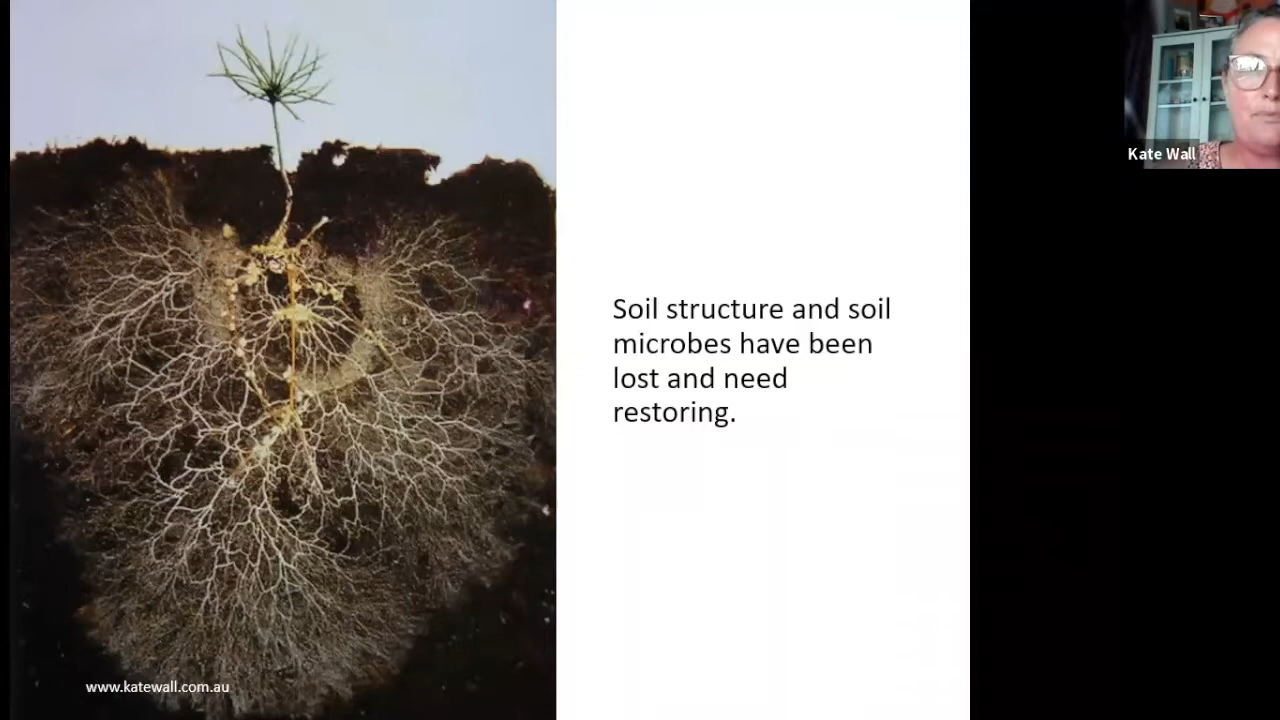 Kate Wall
Soil structure and soil
microbes have been
lost and need
restoring.
www.katewall.com.au